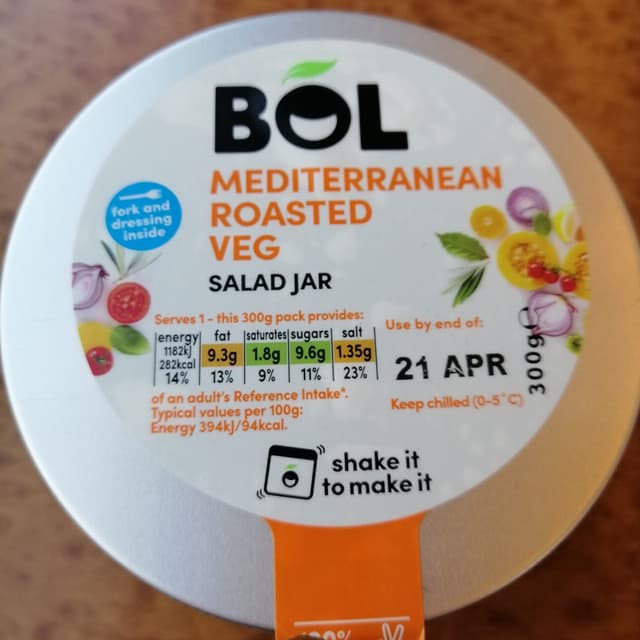 BOL
MEDITERRANEAN
ROASTED
VEG
SALAD JAR
fork and
dressing
inside
Serves 1 - this 300g pack provides:
energy fat saturates sugars salt
1182kJ
282kcal 9.3g 1.8g 9.6g 1.35g
14% 13% 9% 11% 23%
of an adult's Reference Intake*.
Typical values per 100g:
Energy 394kJ/94kcal.
Use by end of:
21 APR
Keep chilled (0-5°C)
300g℮
shake it
to make it